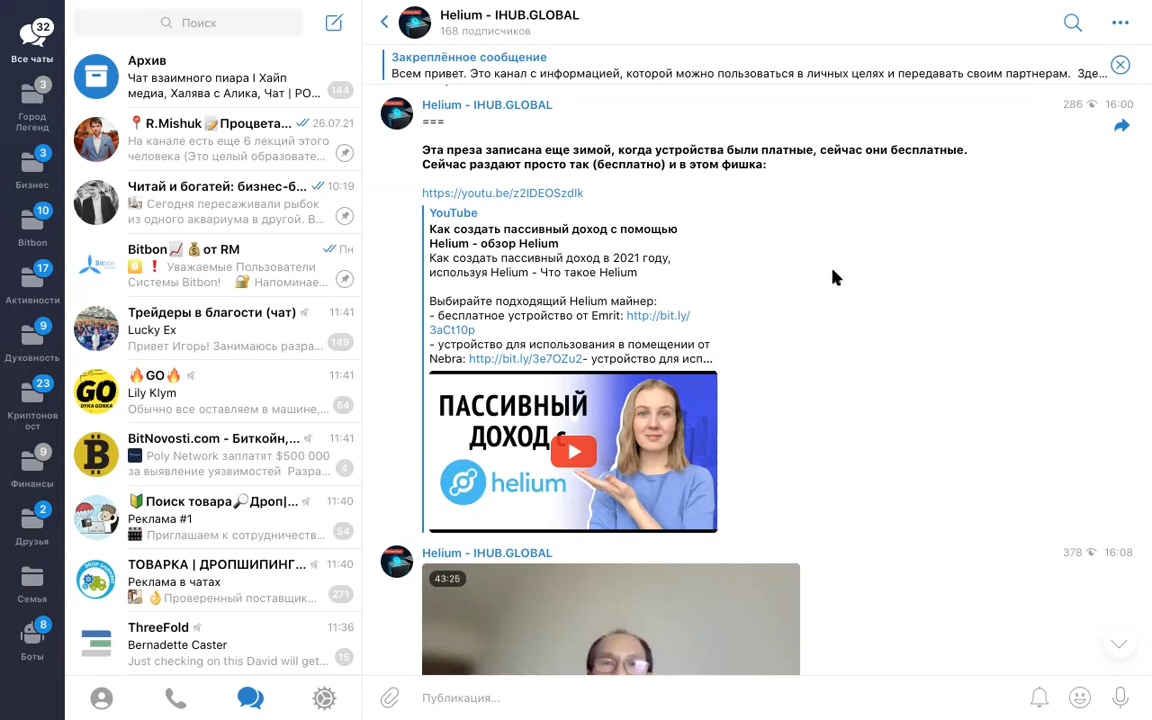 32
Все чаты
3
Город
Легенд
3
Бизнес
10
Bitbon
17
Активности
9
Духовность
23
Криптонов
ост
9
Финансы
2
Друзья
Семья
8
Боты
Поиск
Архив
Чат взаимного пиара I Хайп
медиа, Халява с Алика, Чат | РО...
144
R.Mishuk Процвета... 26.07.21
На канале есть еще 6 лекций этого
человека (Это целый образовате...
Читай и богатей: бизнес-б... 10:19
Сегодня пересаживали рыбок
из одного аквариума в другой. В...
Bitbon от RM Пн
Уважаемые Пользователи
Системы Bitbon! Напоминае...
Трейдеры в благости (чат) 11:41
Lucky Ex
Привет Игорь! Занимаюсь разра...
149
GO 11:41
Lily Klym
Обычно все оставляем в машине,...
64
GO
DYKA GORKA
BitNovosti.com - Биткойн,... 11:41
Poly Network заплатят $500 000
за выявление уязвимостей Разра...
4
Поиск товара Дроп|... 11:40
Реклама #1
Приглашаем к сотрудничеств...
54
ТОВАРКА | ДРОПШИПИНГ... 11:40
Реклама в чатах
Проверенный поставщик...
271
ThreeFold 11:36
Bernadette Caster
Just checking on this David will get...
15
Helium - IHUB.GLOBAL
168 подписчиков
Закреплённое сообщение
Всем привет. Это канал с информацией, которой можно пользоваться в личных целях и передавать своим партнерам. Зде...
Helium - IHUB.GLOBAL 286 16:00
===
Эта преза записана еще зимой, когда устройства были платные, сейчас они бесплатные.
Сейчас раздают просто так (бесплатно) и в этом фишка:
https://youtu.be/z2IDEOSzdIk
YouTube
Как создать пассивный доход с помощью
Helium - обзор Helium
Как создать пассивный доход в 2021 году,
используя Helium - Что такое Helium
Выбирайте подходящий Helium майнер:
- бесплатное устройство от Emrit: http://bit.ly/
3aCt10p
- устройство для использования в помещении от
Nebra: http://bit.ly/3e7OZu2- устройство для исп...
ПАССИВНЫЙ
ДОХОД с
helium
Helium - IHUB.GLOBAL 378 16:08
43:25
Публикация...